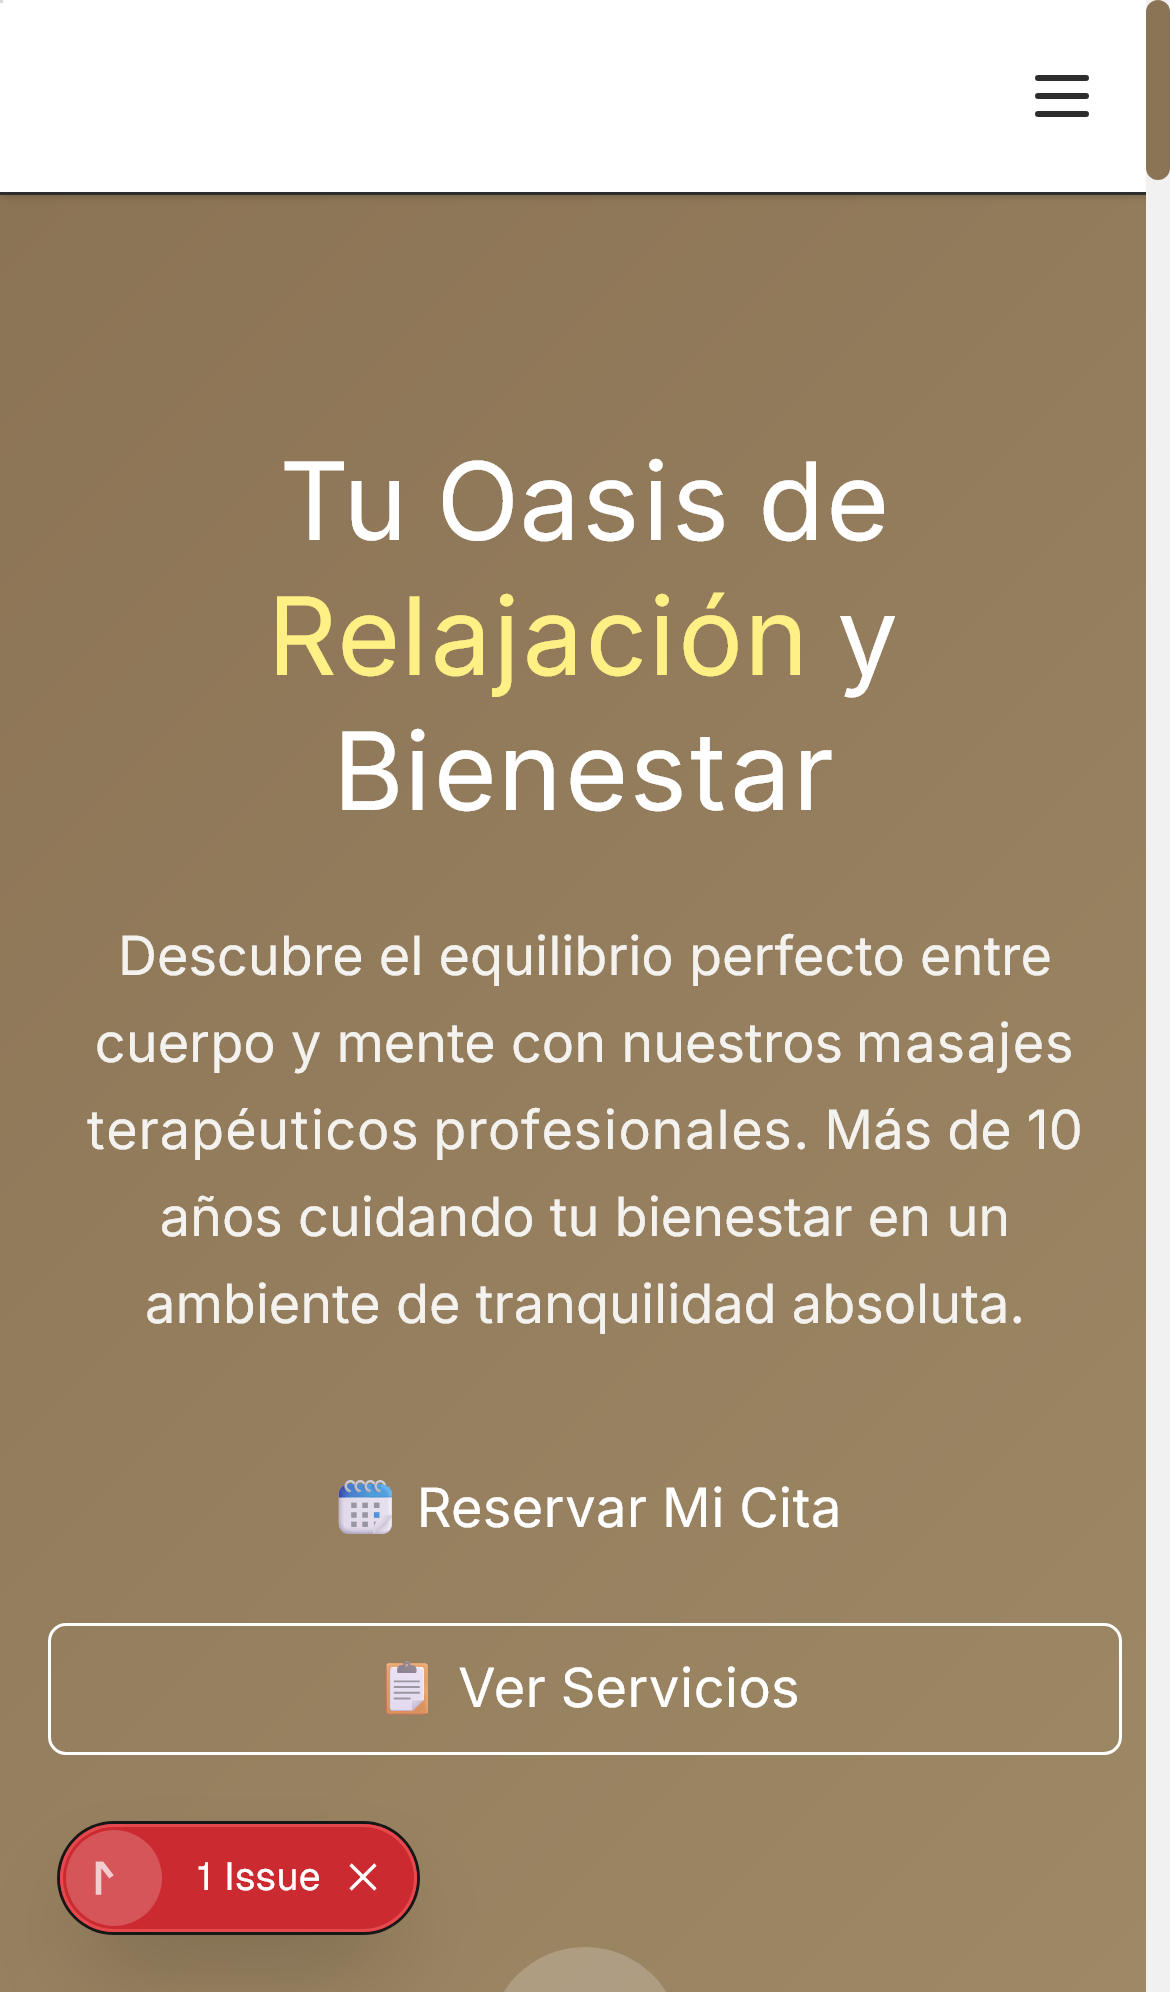 Tu Oasis de
Relajación y
Bienestar
Descubre el equilibrio perfecto entre
cuerpo y mente con nuestros masajes
terapéuticos profesionales. Más de 10
años cuidando tu bienestar en un
ambiente de tranquilidad absoluta.
Reservar Mi Cita
Ver Servicios
1 Issue